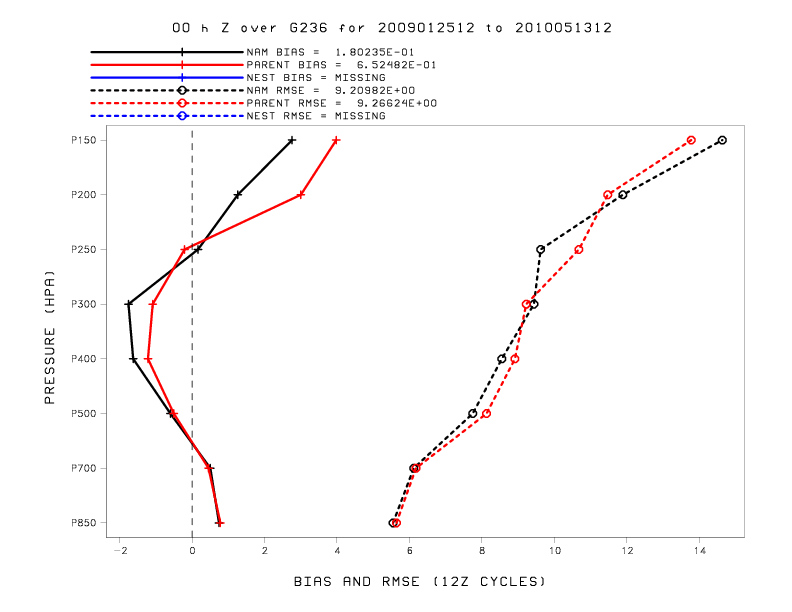 00 h Z over G236 for 2009012512 to 2010051312
NAM BIAS = 1.80235E-01
PARENT BIAS = 6.52482E-01
NEST BIAS = MISSING
NAM RMSE = 9.20982E+00
PARENT RMSE = 9.26624E+00
NEST RMSE = MISSING
P150
P200
P250
P300
P400
P500
P700
P850
PRESSURE (HPA)
-2 0 2 4 6 8 10 12 14
BIAS AND RMSE (12Z CYCLES)